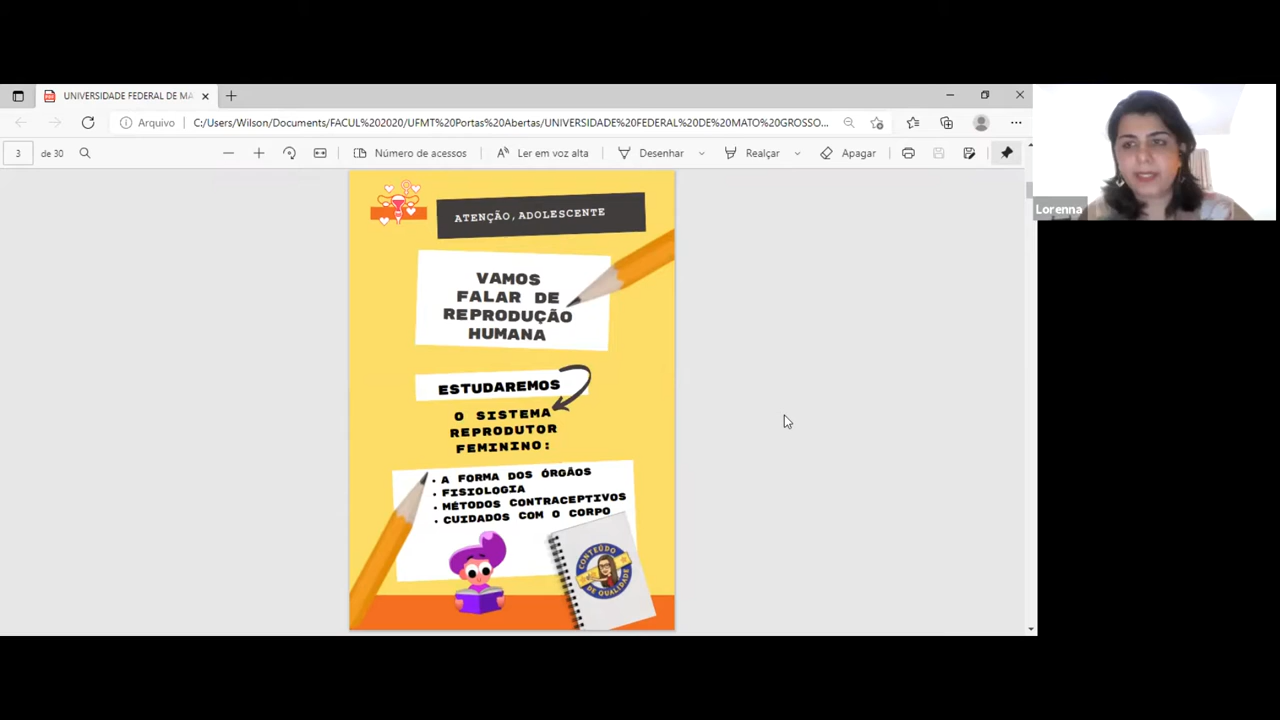 UNIVERSIDADE FEDERAL DE MA
Arquivo
C:/Users/Wilson/Documents/FACUL%202020/UFMT%20Portas%20Abertas/UNIVERSIDADE%20FEDERAL%20DE%20MATO%20GROSSO...
3 de 30
Número de acessos
Ler em voz alta
Desenhar
Realçar
Apagar
Lorenna
ATENÇÃO,ADOLESCENTE
VAMOS
FALAR DE
REPRODUÇÃO
HUMANA
ESTUDAREMOS
O SISTEMA
REPRODUTOR
FEMININO:
• A FORMA DOS ÓRGÃOS
• FISIOLOGIA
• MÉTODOS CONTRACEPTIVOS
• CUIDADOS COM O CORPO
CONTEÚDO
DE QUALIDADE